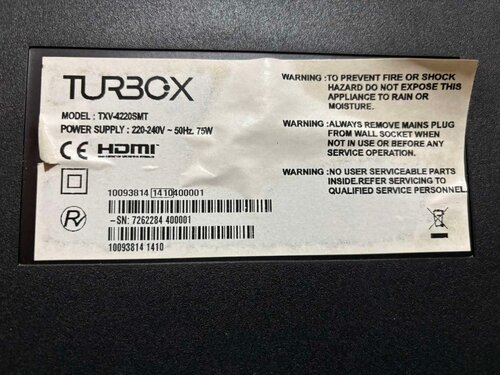 TURBOX
MODEL : TXV-4220SMT
POWER SUPPLY : 220-240V ~ 50Hz. 75W
CE HDMI
10093814 1410 400001
-SN: 7262284 400001
10093814 1410
WARNING :TO PREVENT FIRE OR SHOCK
HAZARD DO NOT EXPOSE THIS
APPLIANCE TO RAIN OR
MOISTURE.
WARNING :ALWAYS REMOVE MAINS PLUG
FROM WALL SOCKET WHEN
NOT IN USE OR BEFORE ANY
SERVICE OPERATION.
WARNING :NO USER SERVICEABLE PARTS
INSIDE.REFER SERVICING TO
QUALIFIED SERVICE PERSONNEL.